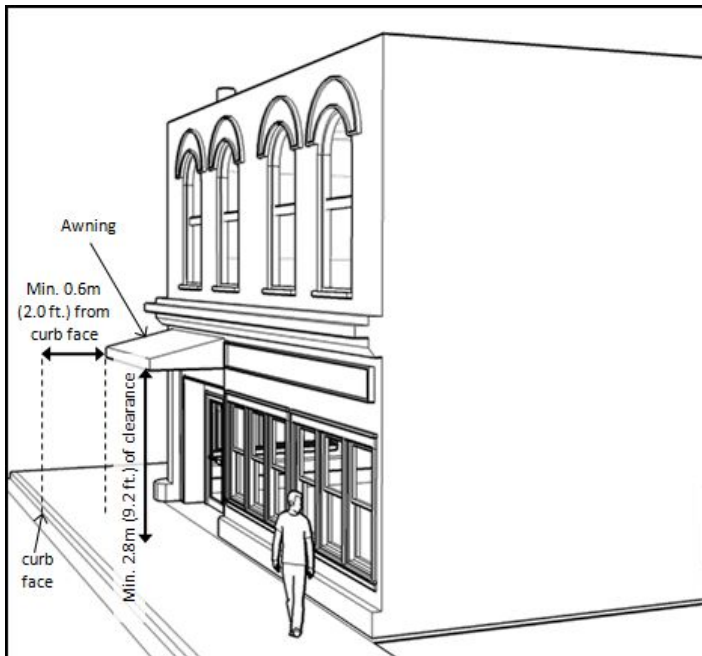 Awning
Min. 0.6m
(2.0 ft.) from
curb face
Min. 2.8m (9.2 ft.) of clearance
curb
face